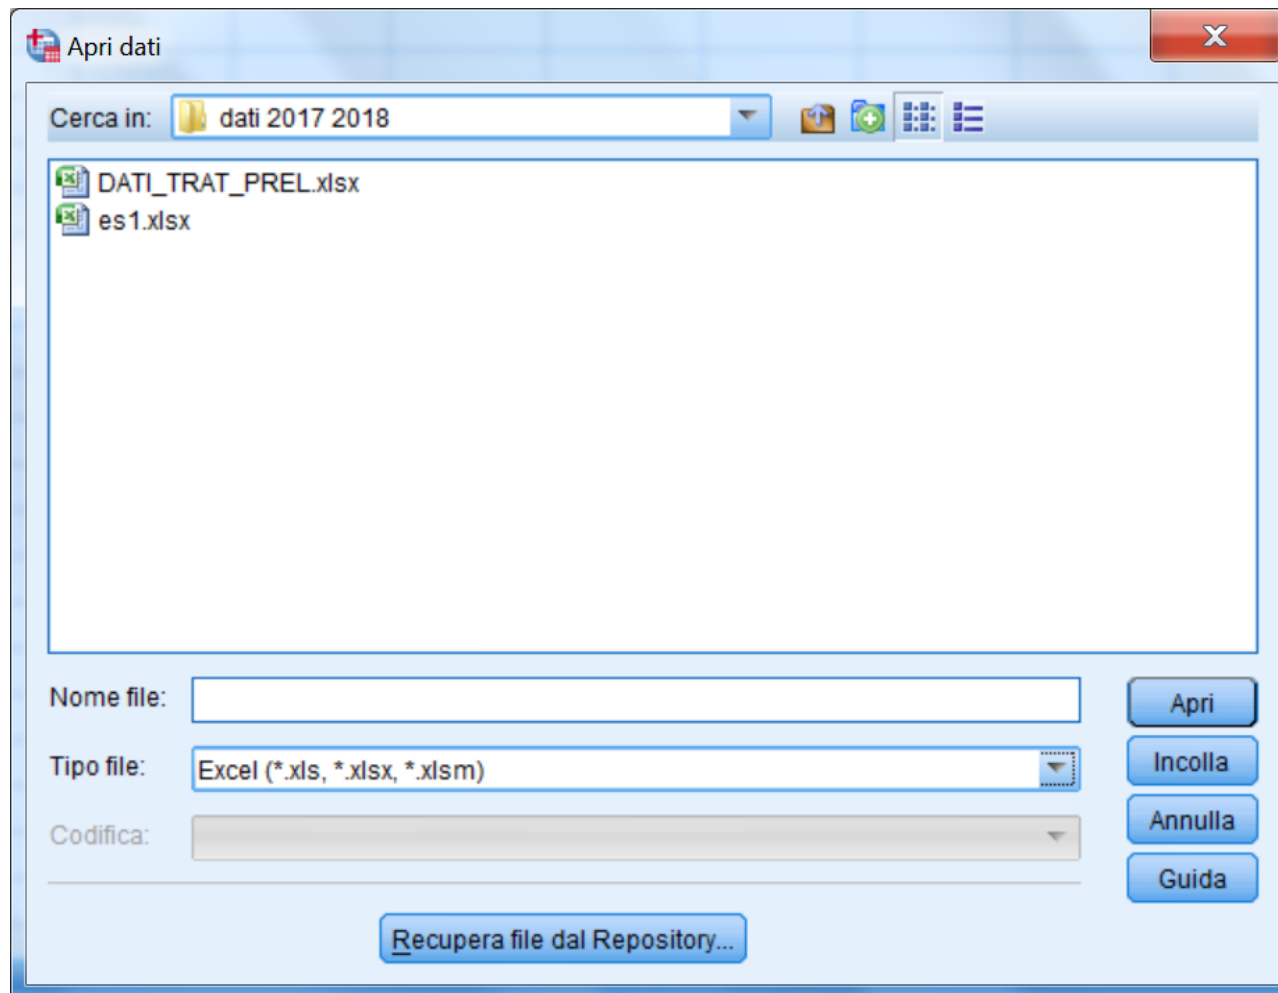 Apri dati
Cerca in: dati 2017 2018
DATI_TRAT_PREL.xlsx
es1.xlsx
Nome file:
Apri
Tipo file: Excel (*.xls, *.xlsx, *.xlsm)
Incolla
Codifica:
Annulla
Guida
Recupera file dal Repository...